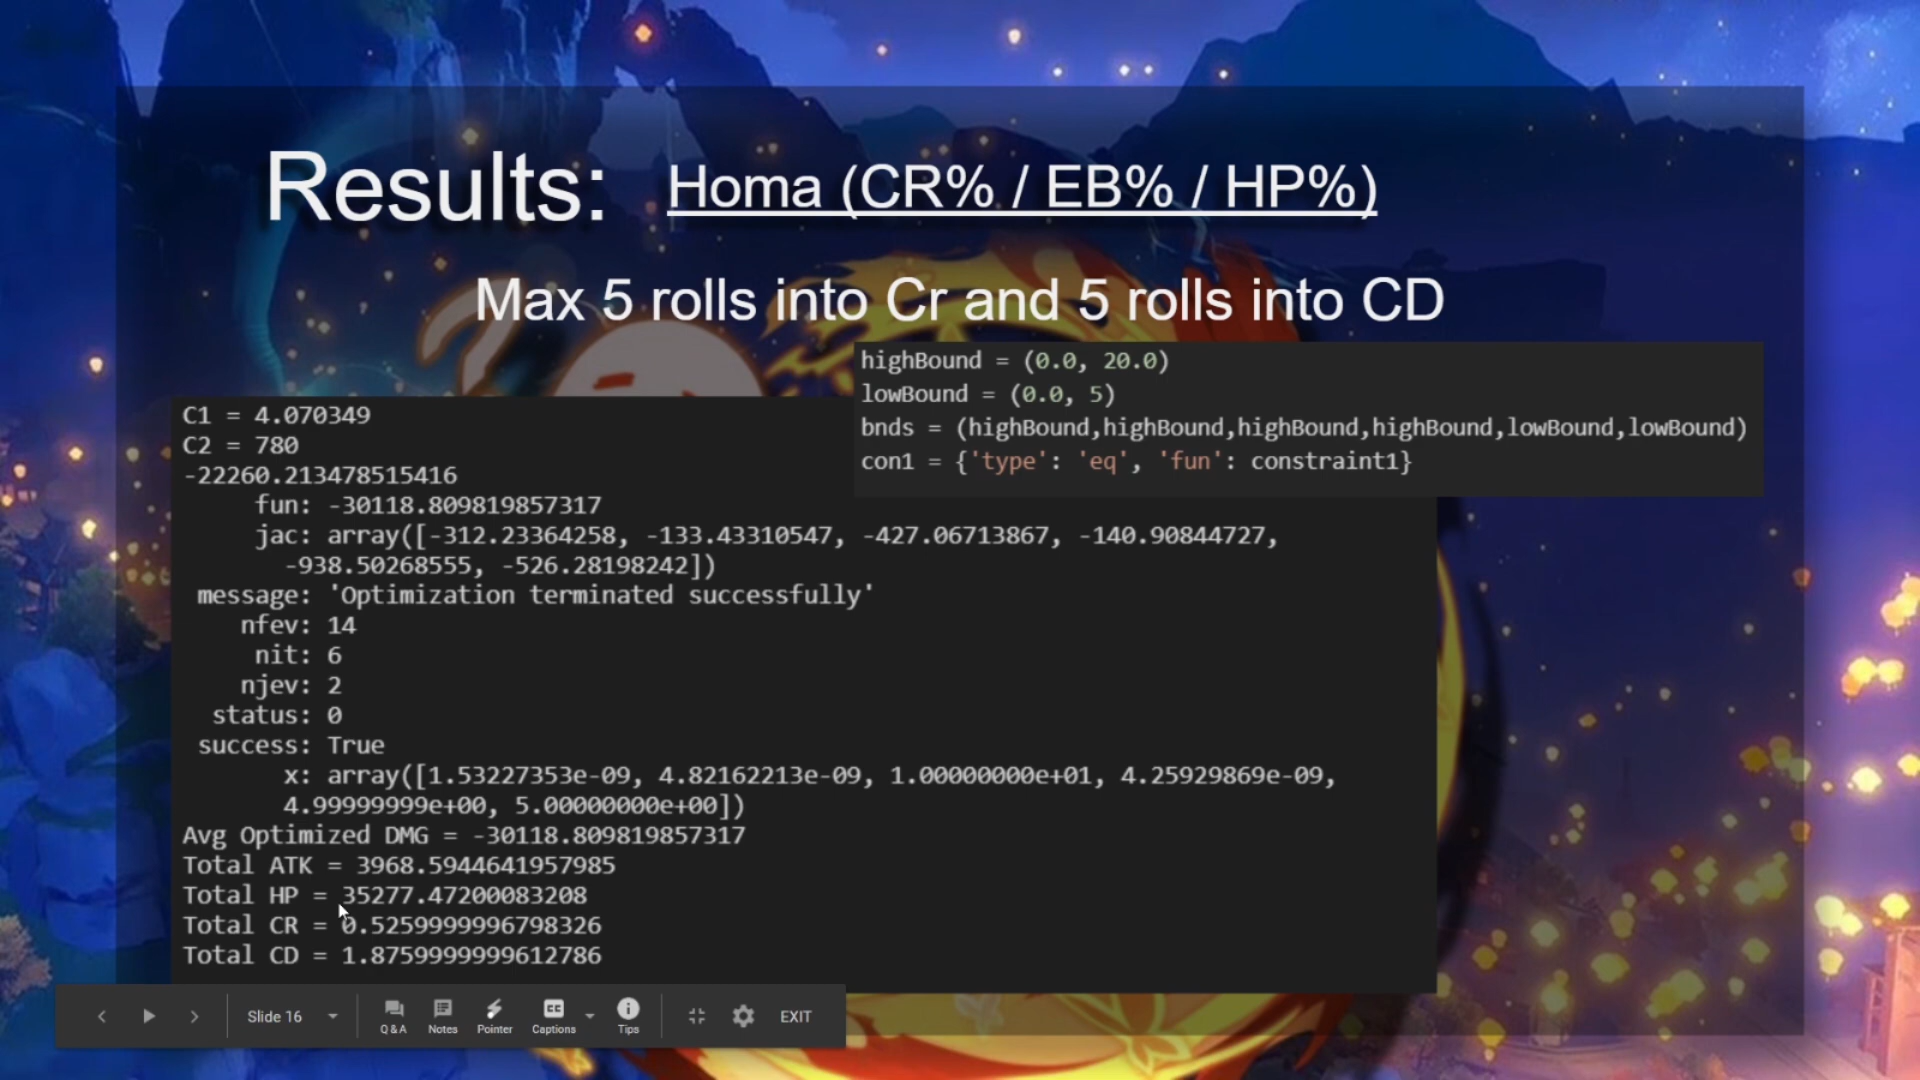 Results: Homa (CR% / EB% / HP%)
Max 5 rolls into Cr and 5 rolls into CD
highBound = (0.0, 20.0)
lowBound = (0.0, 5)
bnds = (highBound,highBound,highBound,highBound,lowBound,lowBound)
con1 = {'type': 'eq', 'fun': constraint1}
C1 = 4.070349
C2 = 780
-22260.213478515416
fun: -30118.809819857317
jac: array([-312.23364258, -133.43310547, -427.06713867, -140.90844727,
-938.50268555, -526.28198242])
message: 'Optimization terminated successfully'
nfev: 14
nit: 6
njev: 2
status: 0
success: True
x: array([1.53227353e-09, 4.82162213e-09, 1.00000000e+01, 4.25929869e-09,
4.99999999e+00, 5.00000000e+00])
Avg Optimized DMG = -30118.809819857317
Total ATK = 3968.5944641957985
Total HP = 35277.47200083208
Total CR = 0.5259999996798326
Total CD = 1.8759999999612786
Slide 16
Q&A Notes Pointer Captions Tips
EXIT